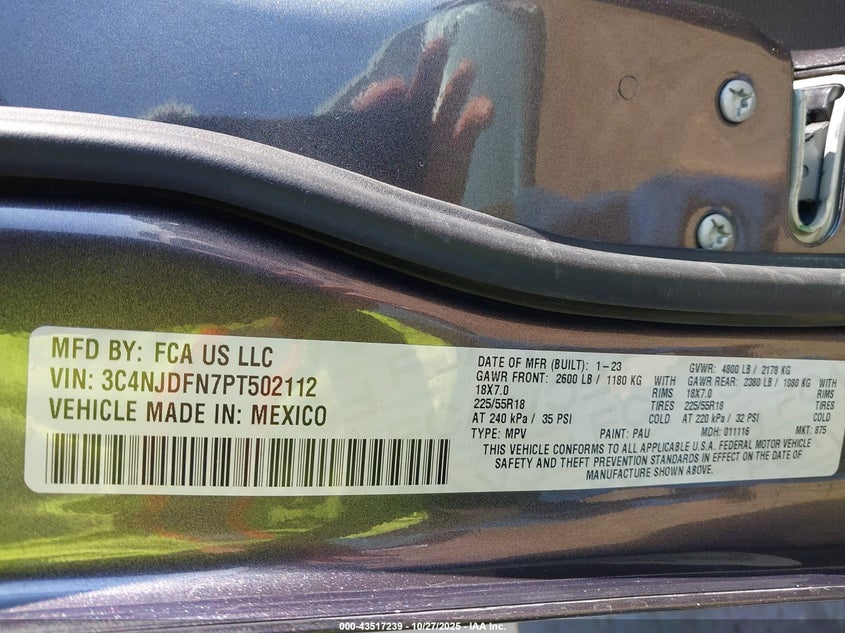 MFD BY: FCA US LLC
VIN: 3C4NJDFN7PT502112
VEHICLE MADE IN: MEXICO
DATE OF MFR (BUILT): 1-23 GVWR: 4800 LB / 2178 KG
GAWR FRONT: 2600 LB / 1180 KG WITH GAWR REAR: 2380 LB / 1080 KG WITH
18X7.0 RIMS 18X7.0 RIMS
225/55R18 TIRES 225/55R18 TIRES
AT 240 kPa / 35 PSI COLD AT 220 kPa / 32 PSI COLD
TYPE: MPV PAINT: PAU MDH: 011116 MKT: 875
THIS VEHICLE CONFORMS TO ALL APPLICABLE U.S.A. FEDERAL MOTOR VEHICLE
SAFETY AND THEFT PREVENTION STANDARDS IN EFFECT ON THE DATE OF
MANUFACTURE SHOWN ABOVE.
000-43517239 - 10/27/2025 - IAA Inc.